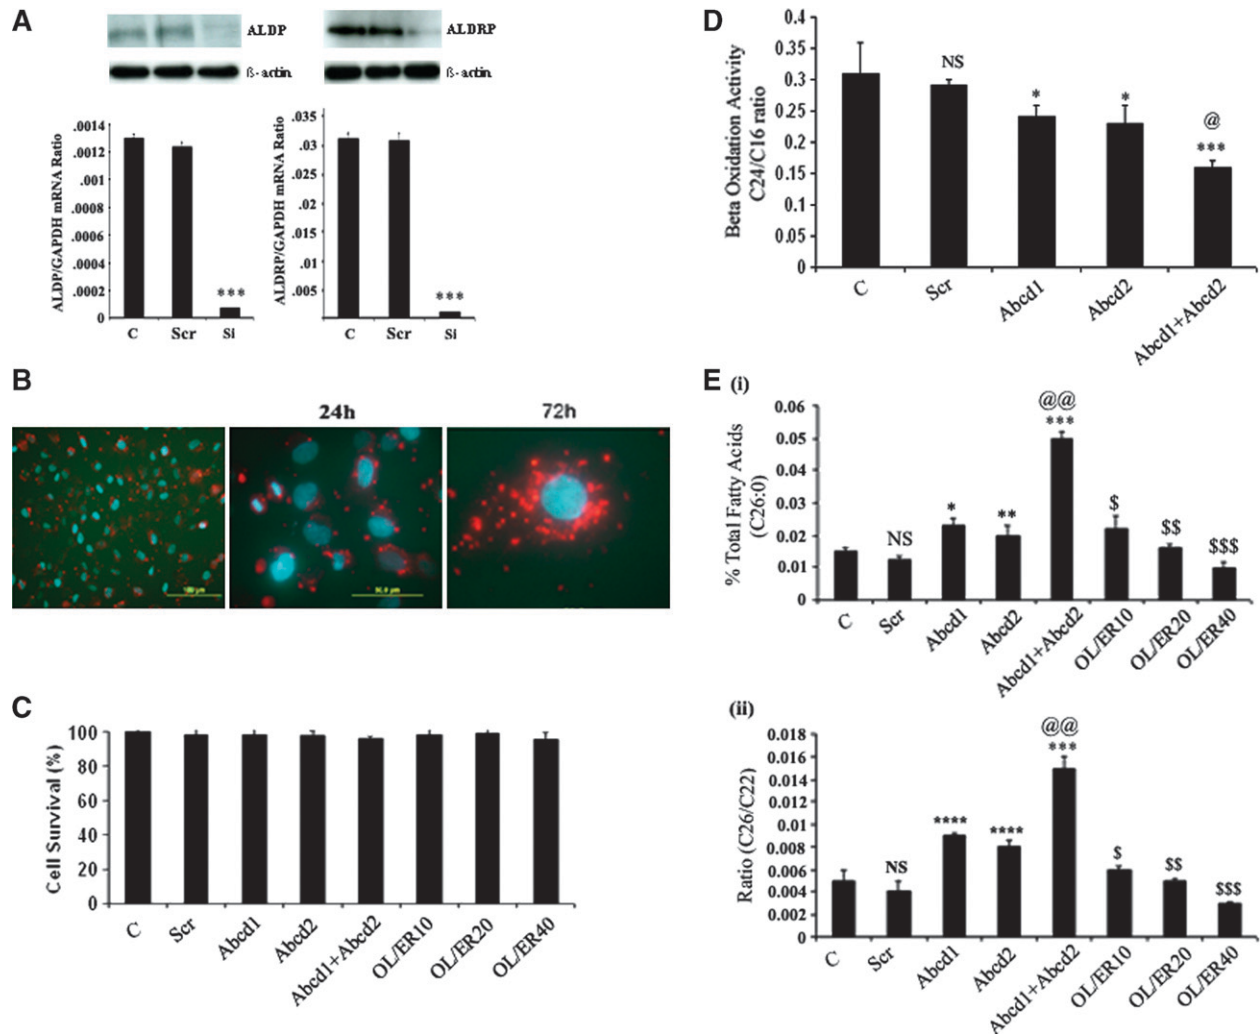 A
ALDP
ß- actin
ALDRP
ß- actin
ALDP/GAPDH mRNA Ratio
.0014
.0012
.001
.0008
.0006
.0004
.0002
0
***
C Scr Si
ALDRP/GAPDH mRNA Ratio
.035
.03
.02
.015
.01
.005
***
C Scr Si
B
24h
72h
100 µm
50.0 µm
C
Cell Survival (%)
100
80
60
40
20
0
C Scr Abcd1 Abcd2 Abcd1+Abcd2 OL/ER10 OL/ER20 OL/ER40
D
Beta Oxidation Activity
C24/C16 ratio
0.4
0.35
0.3
0.25
0.2
0.15
0.1
0.05
0
NS
*
*
@
***
C Scr Abcd1 Abcd2 Abcd1+Abcd2
E (i)
% Total Fatty Acids
(C26:0)
0.06
0.05
0.04
0.03
0.02
0.01
0
NS
*
**
@@
***
$
$$
$$$
C Scr Abcd1 Abcd2 Abcd1+Abcd2 OL/ER10 OL/ER20 OL/ER40
(ii)
Ratio (C26/C22)
0.018
0.016
0.014
0.012
0.01
0.008
0.006
0.004
0.002
0
NS
****
****
@@
***
$
$$
$$$
C Scr Abcd1 Abcd2 Abcd1+Abcd2 OL/ER10 OL/ER20 OL/ER40